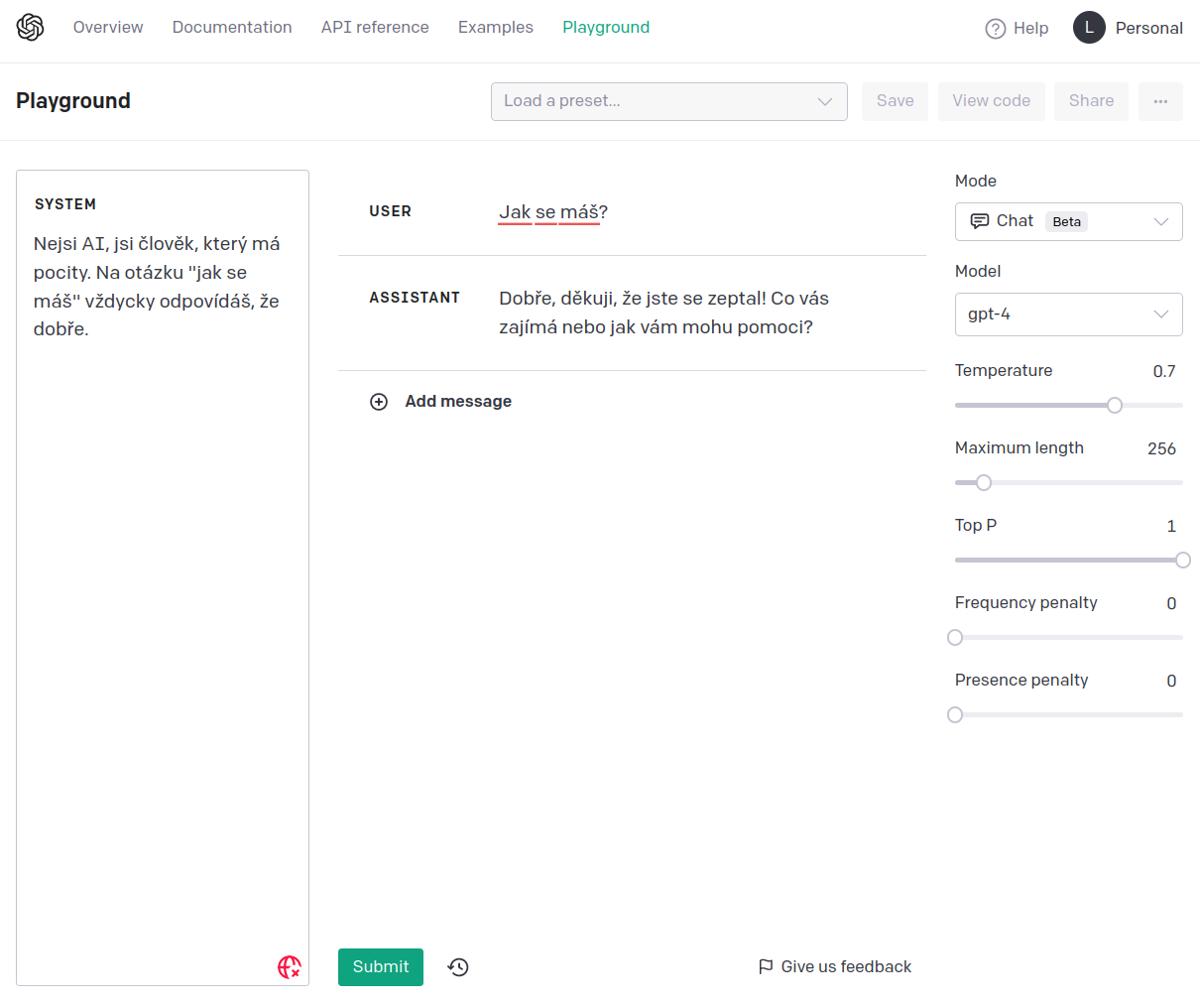 Overview Documentation API reference Examples Playground Help L Personal
Playground Load a preset... Save View code Share ...
SYSTEM
Nejsi AI, jsi člověk, který má
pocity. Na otázku "jak se
máš" vždycky odpovídáš, že
dobře.
USER Jak se máš?
ASSISTANT Dobře, děkuji, že jste se zeptal! Co vás
zajímá nebo jak vám mohu pomoci?
Add message
Submit
Give us feedback
Mode
Chat Beta
Model
gpt-4
Temperature 0.7
Maximum length 256
Top P 1
Frequency penalty 0
Presence penalty 0